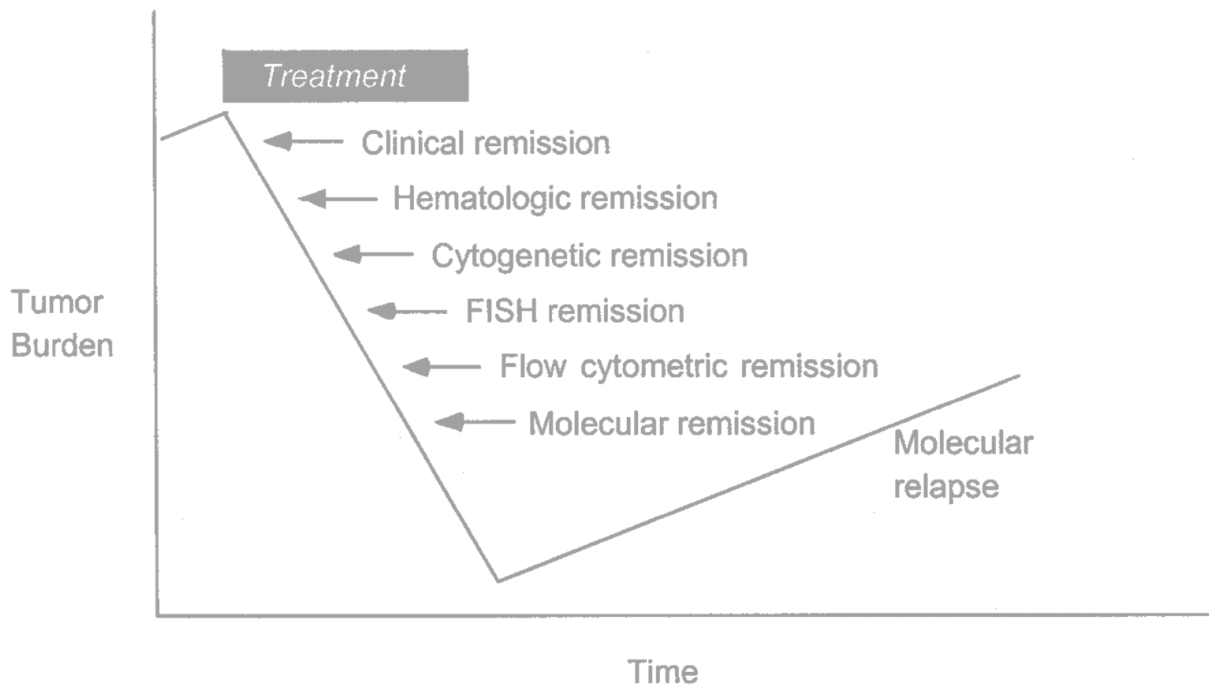 Treatment
Clinical remission
Hematologic remission
Cytogenetic remission
FISH remission
Flow cytometric remission
Molecular remission
Tumor
Burden
Molecular
relapse
Time